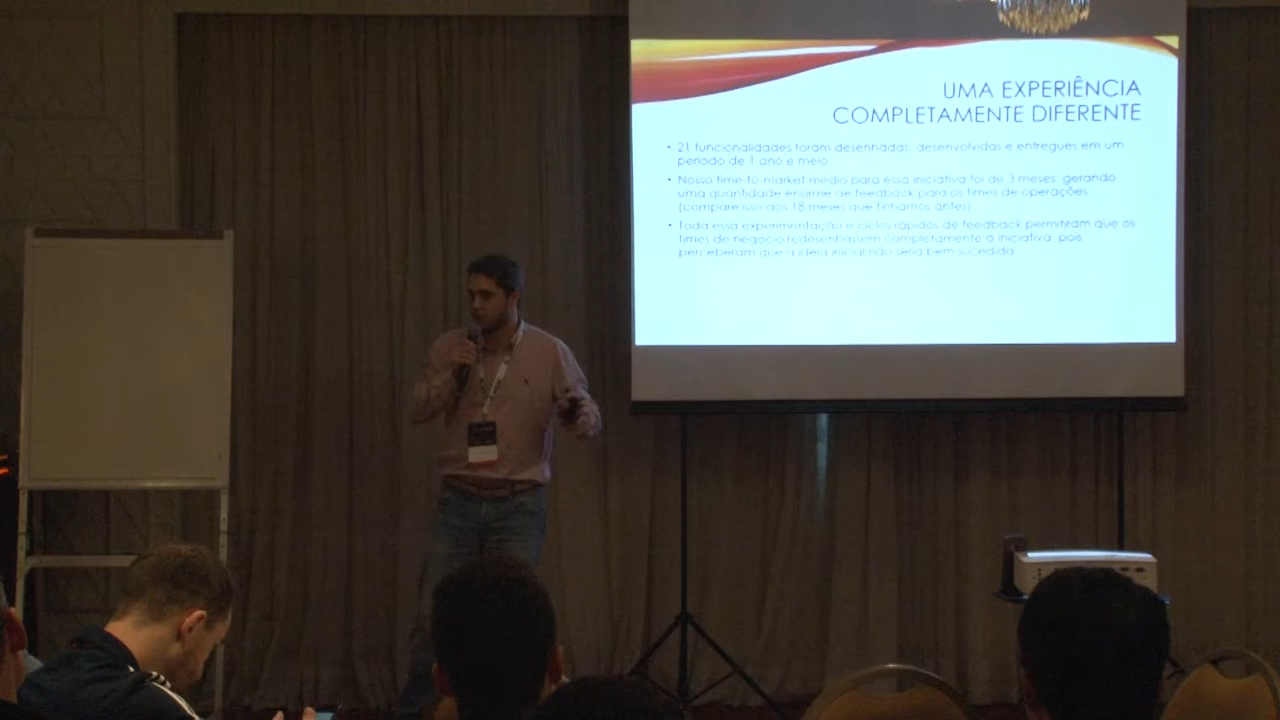 UMA EXPERIÊNCIA
COMPLETAMENTE DIFERENTE
• 21 funcionalidades foram desenhadas, desenvolvidas e entregues em um
período de 1 ano e meio
• Nosso time-to-market médio para essa iniciativa foi de 3 meses, gerando
uma quantidade enorme de feedback para os times de operações
(compare isso aos 18 meses que tínhamos antes)
• Toda essa experimentação e ciclos rápidos de feedback permitiram que os
times de negócio redesenhassem completamente a iniciativa, pois
perceberam que a ideia inicial não seria bem sucedida